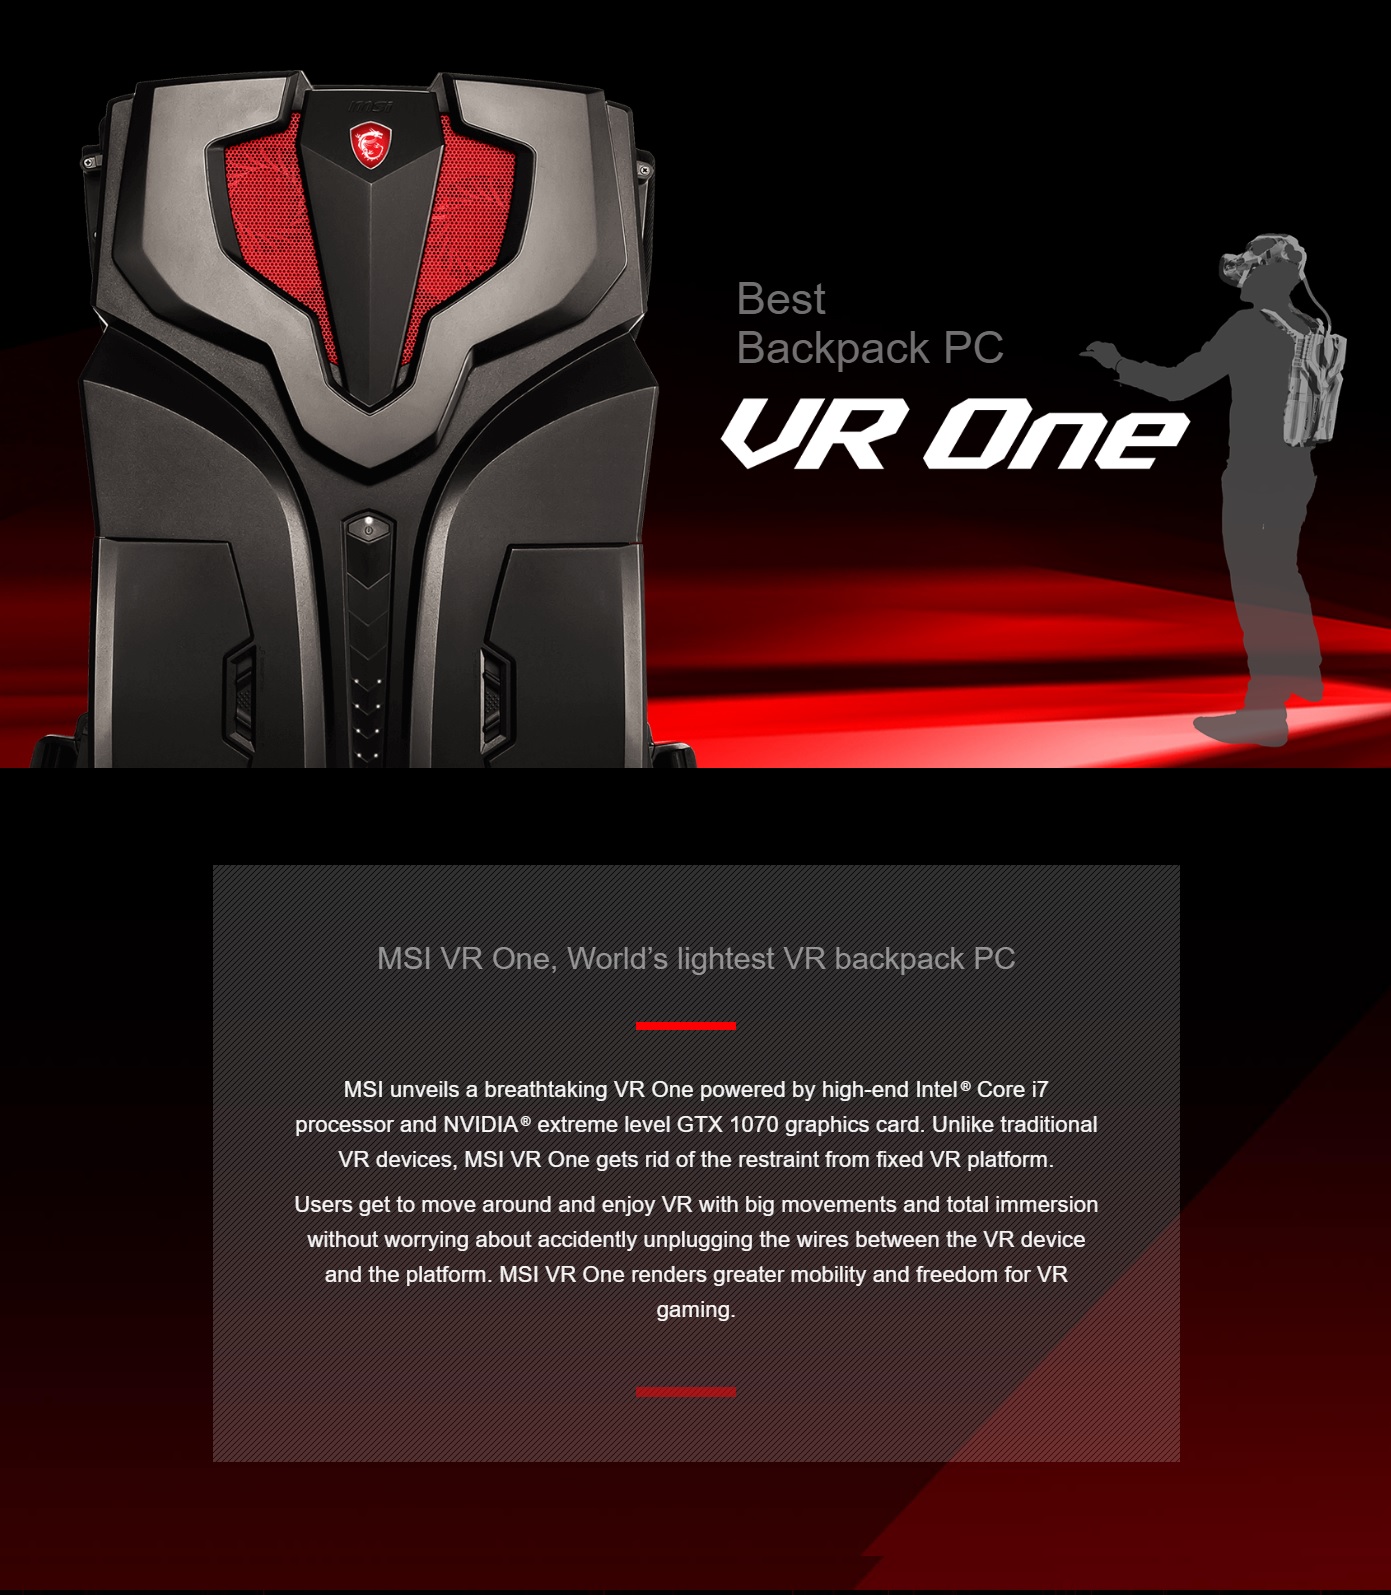 msi
Best
Backpack PC
VR One
MSI VR One, World’s lightest VR backpack PC
MSI unveils a breathtaking VR One powered by high-end Intel® Core i7
processor and NVIDIA® extreme level GTX 1070 graphics card. Unlike traditional
VR devices, MSI VR One gets rid of the restraint from fixed VR platform.
Users get to move around and enjoy VR with big movements and total immersion
without worrying about accidently unplugging the wires between the VR device
and the platform. MSI VR One renders greater mobility and freedom for VR
gaming.